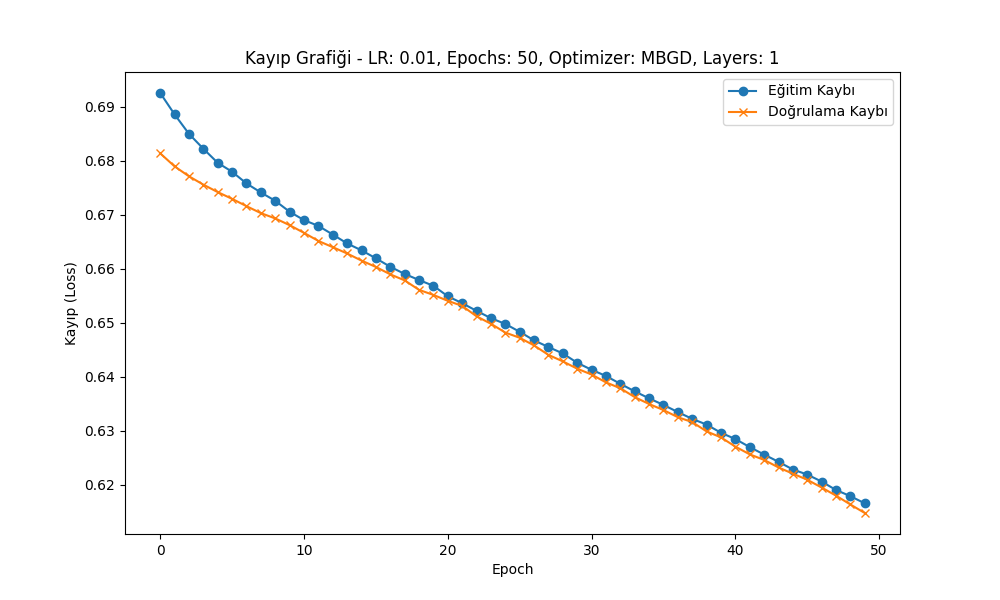 Kayıp Grafiği - LR: 0.01, Epochs: 50, Optimizer: MBGD, Layers: 1
Eğitim Kaybı
Doğrulama Kaybı
0.69
0.68
0.67
0.66
0.65
0.64
0.63
0.62
Kayıp (Loss)
0
10
20
30
40
50
Epoch